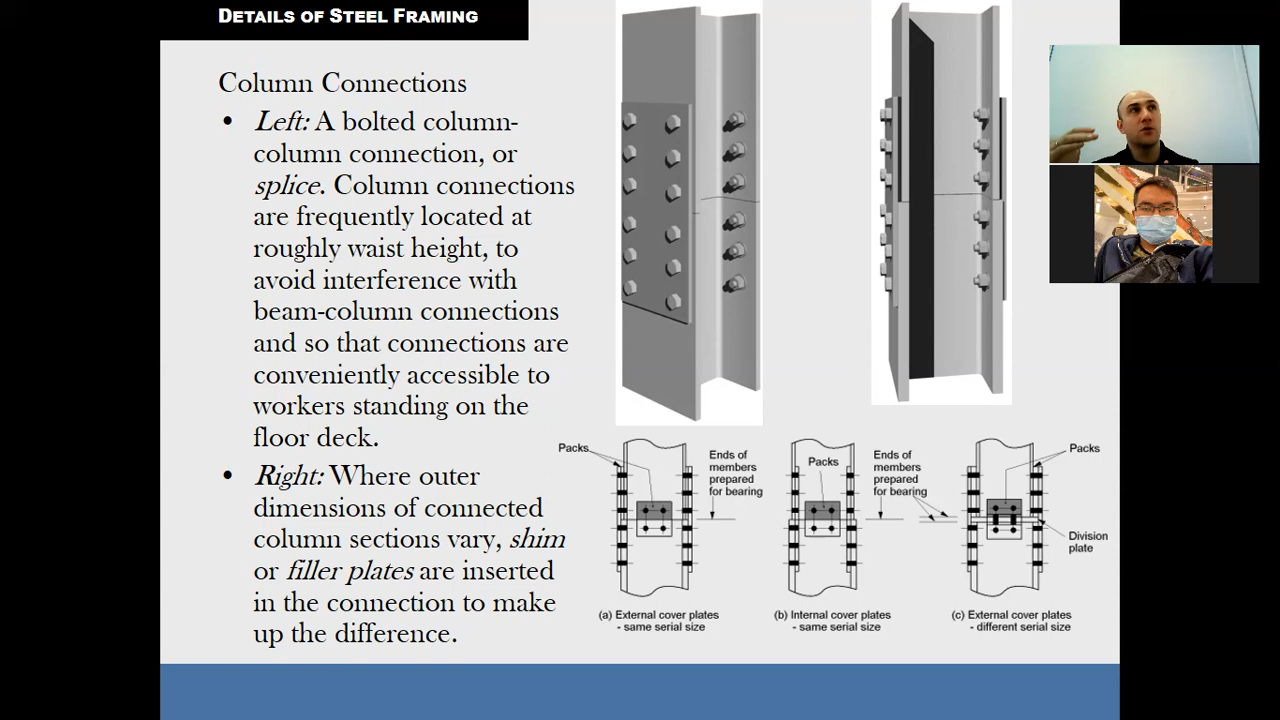 DETAILS OF STEEL FRAMING
Column Connections
• Left: A bolted column-
column connection, or
splice. Column connections
are frequently located at
roughly waist height, to
avoid interference with
beam-column connections
and so that connections are
conveniently accessible to
workers standing on the
floor deck.
• Right: Where outer
dimensions of connected
column sections vary, shim
or filler plates are inserted
in the connection to make
up the difference.
Packs
Ends of
members
prepared
for bearing
(a) External cover plates
- same serial size
Packs
Ends of
members
prepared
for bearing
(b) Internal cover plates
- same serial size
Packs
Division
plate
(c) External cover plates
- different serial size